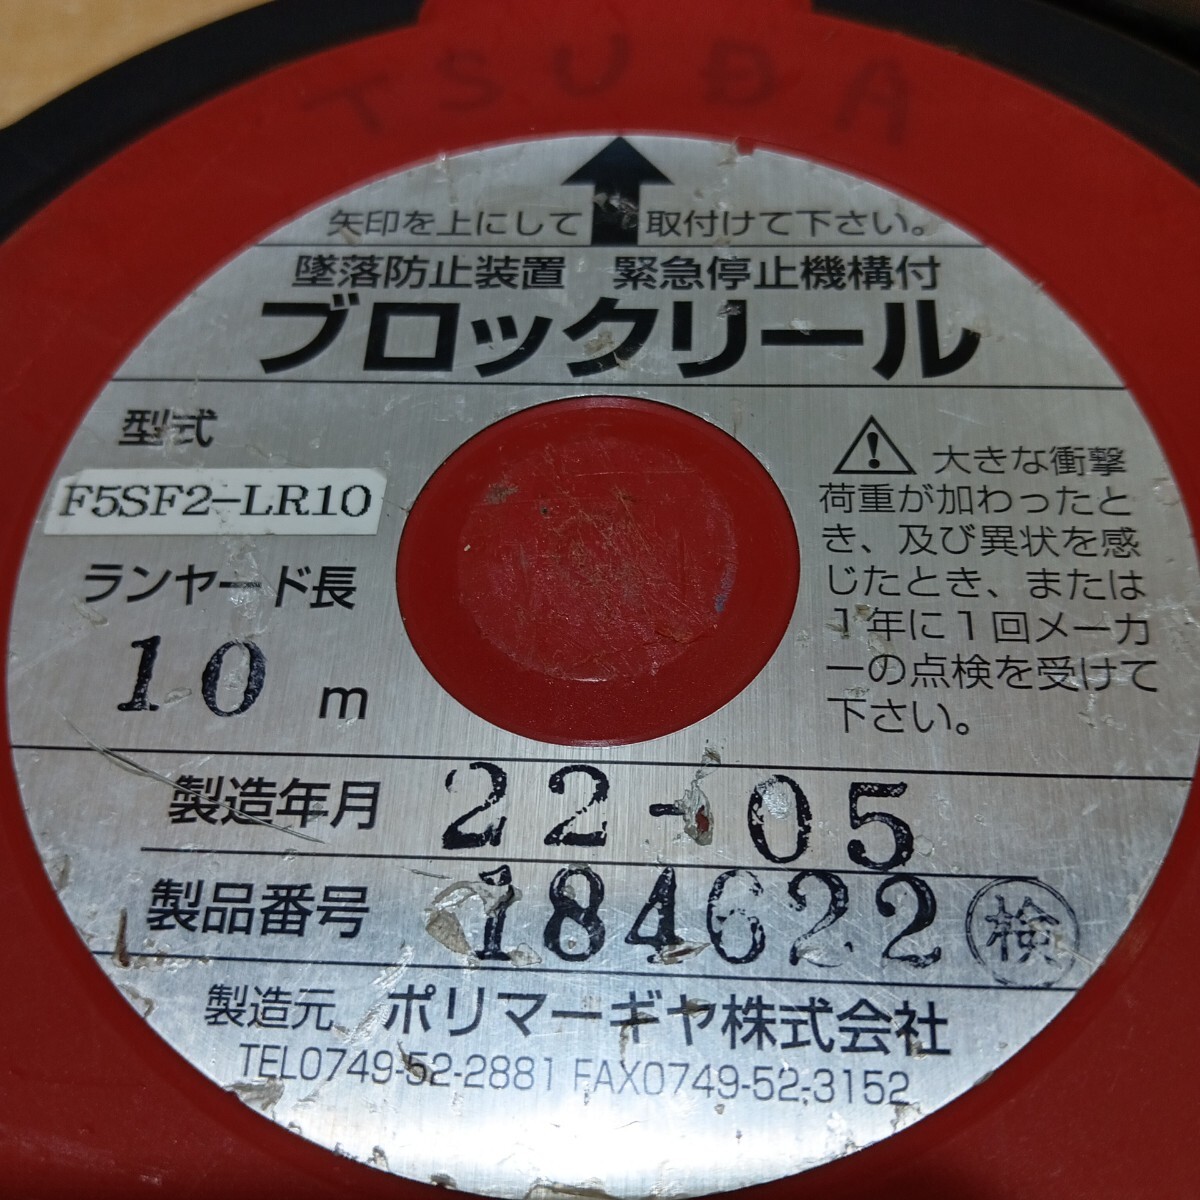 TSUDA
矢印を上にして 取付けて下さい。
墜落防止装置 緊急停止機構付
ブロックリール
型式
F5SF2-LR10
ランヤード長
10 m
大きな衝撃
荷重が加わったと
き、及び異状を感
じたとき、または
1年に1回メーカ
ーの点検を受けて
下さい。
製造年月 22-05
製品番号 184622 検
製造元 ポリマーギヤ株式会社
TEL0749-52-2881 FAX0749-52-3152